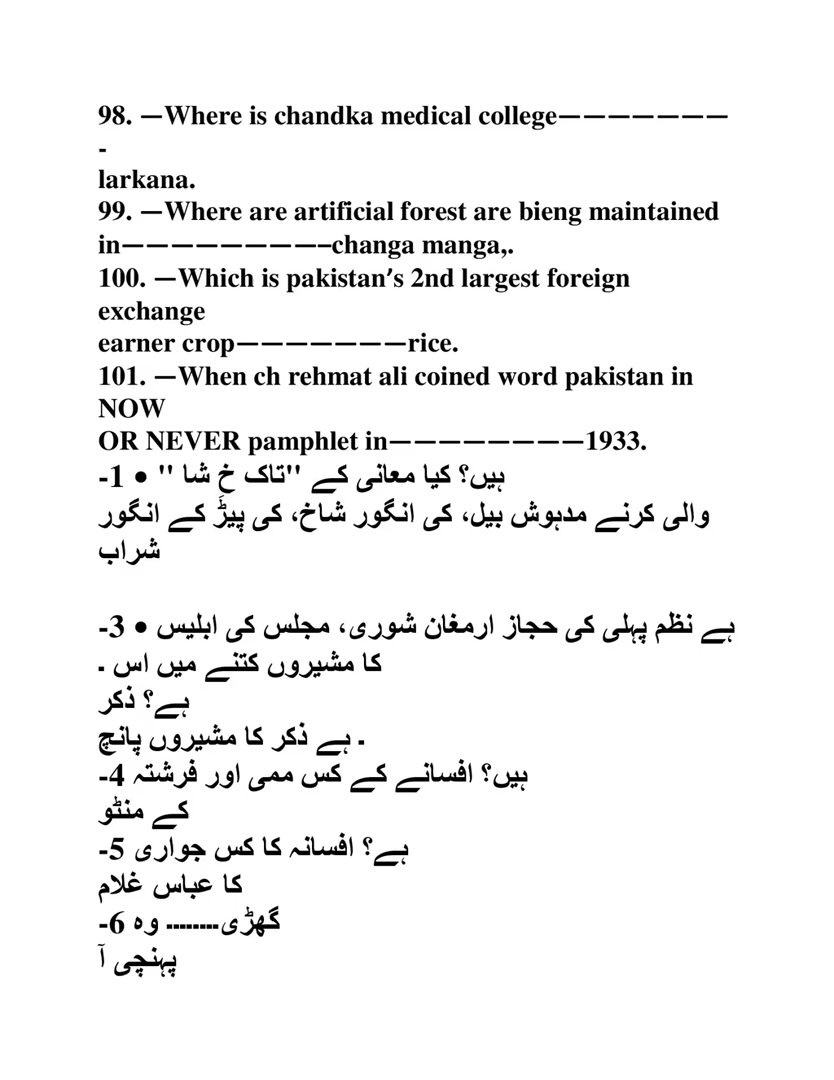 98. —Where is chandka medical college———————
-
larkana.
99. —Where are artificial forest are bieng maintained
in————————–changa manga,.
100. —Which is pakistan’s 2nd largest foreign
exchange
earner crop———————rice.
101. —When ch rehmat ali coined word pakistan in
NOW
OR NEVER pamphlet in————————1933.
-1 • " شا خِ تاک" کے معانی کیا ہیں؟
انگور کے پیڑ کی شاخ، انگور کی بیل، مدہوش کرنے والی
شراب
-3 • ابلیس کی مجلس شوری، ارمغان حجاز کی پہلی نظم ہے
۔ اس میں کتنے مشیروں کا
ذکر ہے؟
پانچ مشیروں کا ذکر ہے ۔
-4 فرشتہ اور ممی کس کے افسانے ہیں؟
منٹو کے
-5 جواری کس کا افسانہ ہے؟
غلام عباس کا
-6 وہ --------گھڑی
آ پہنچی